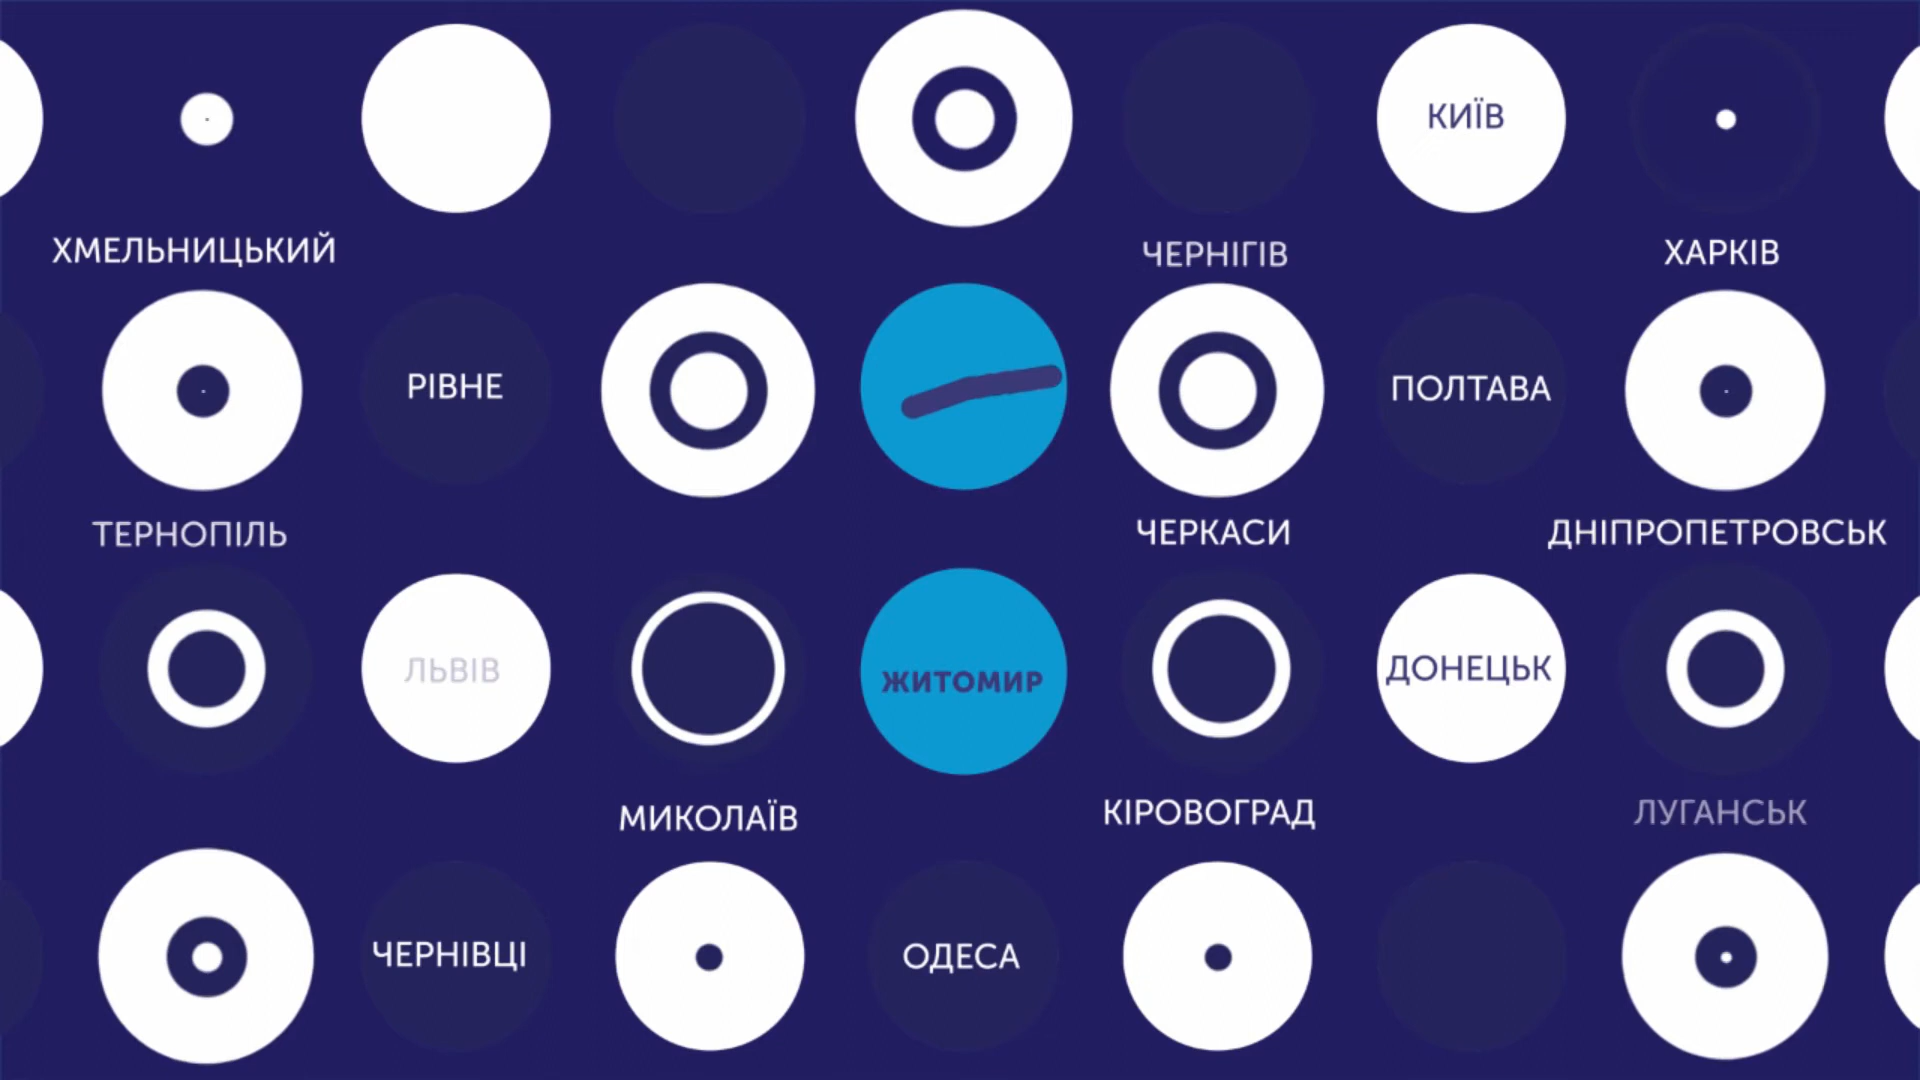 КИЇВ
ХМЕЛЬНИЦЬКИЙ
ЧЕРНІГІВ
ХАРКІВ
РІВНЕ
ПОЛТАВА
ТЕРНОПІЛЬ
ЧЕРКАСИ
ДНІПРОПЕТРОВСЬК
ЛЬВІВ
ЖИТОМИР
ДОНЕЦЬК
МИКОЛАЇВ
КІРОВОГРАД
ЛУГАНСЬК
ЧЕРНІВЦІ
ОДЕСА